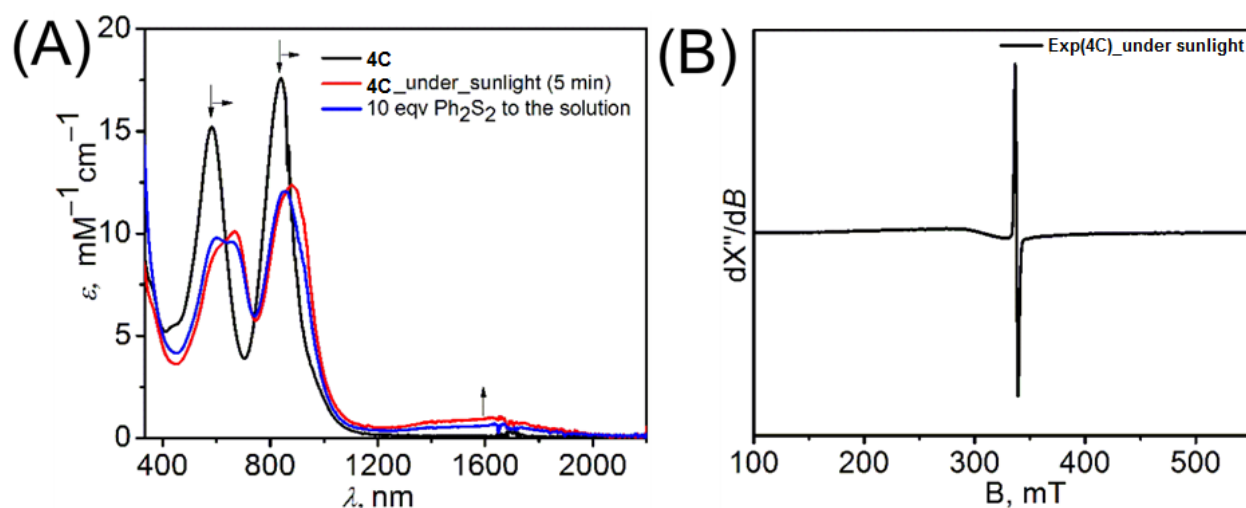 (A)
20
15
10
5
0
ε, mM⁻¹cm⁻¹
4C
4C_under_sunlight (5 min)
10 eqv Ph₂S₂ to the solution
400 800 1200 1600 2000
λ, nm
(B)
Exp(4C)_under sunlight
dX"/dB
100 200 300 400 500
B, mT